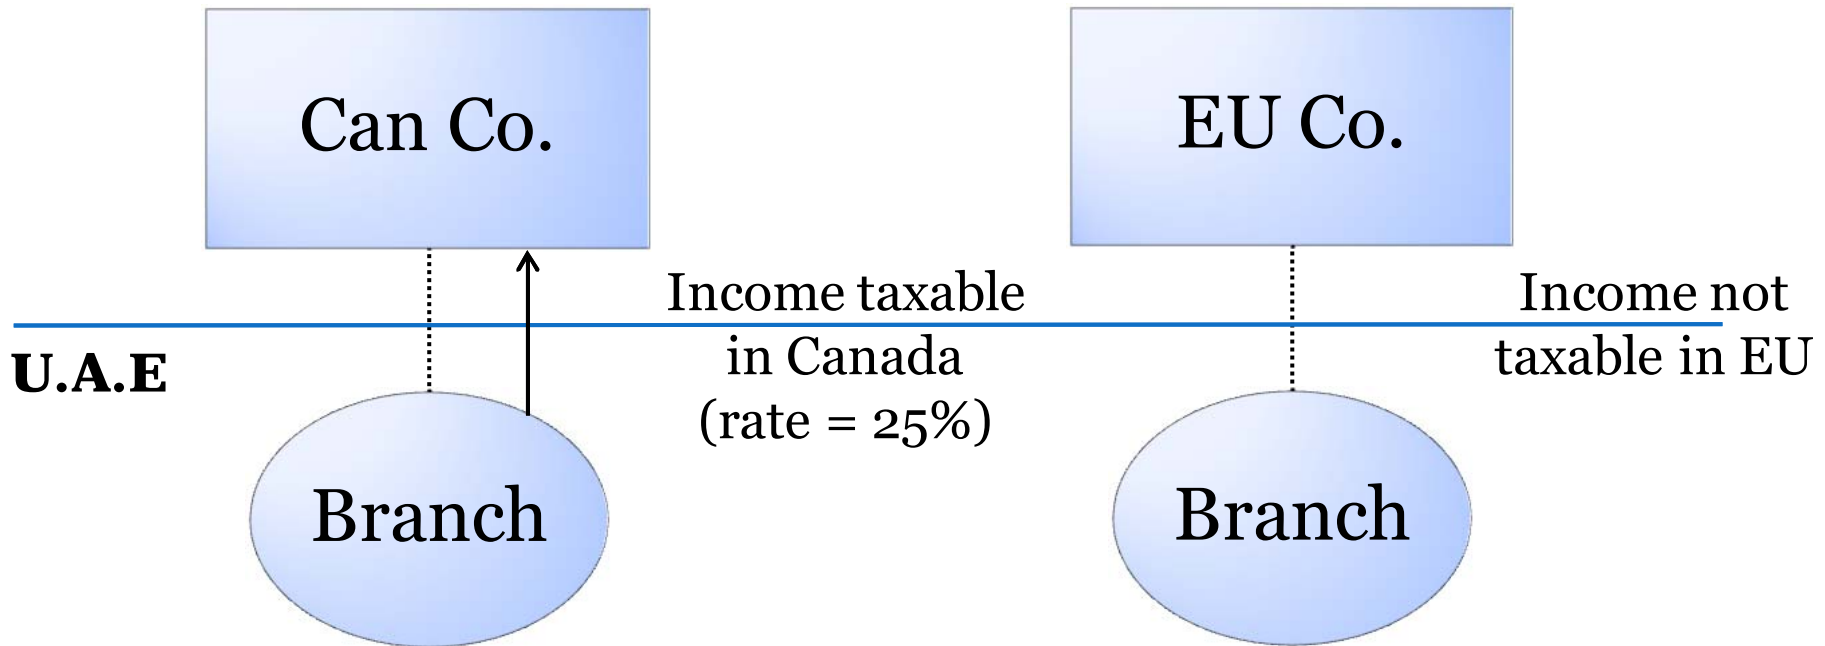 Can Co.
EU Co.
Income taxable
in Canada
(rate = 25%)
Income not
taxable in EU
U.A.E
Branch
Branch